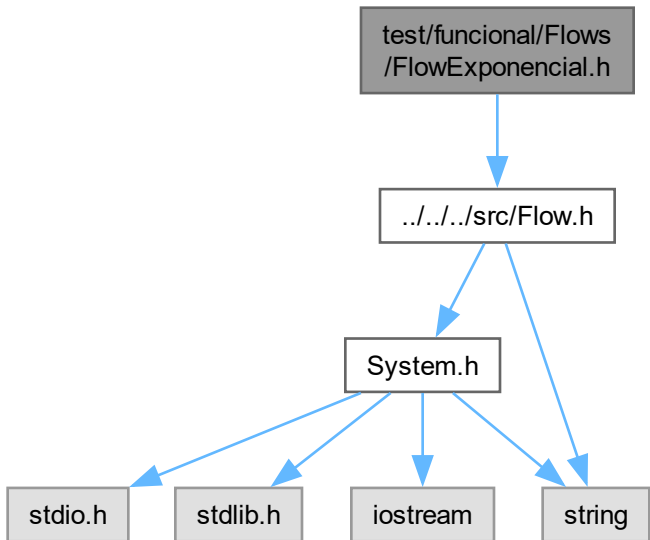 test/funcional/Flows
/FlowExponencial.h
../../../src/Flow.h
System.h
stdio.h
stdlib.h
iostream
string